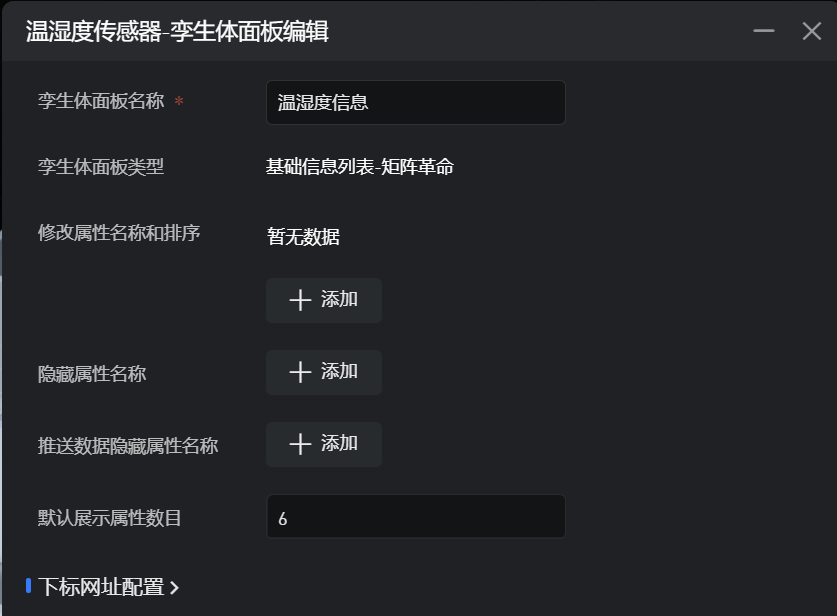 温湿度传感器-孪生体面板编辑
孪生体面板名称 * 温湿度信息
孪生体面板类型 基础信息列表-矩阵革命
修改属性名称和排序 暂无数据
添加
隐藏属性名称 添加
推送数据隐藏属性名称 添加
默认展示属性数目 6
下标网址配置